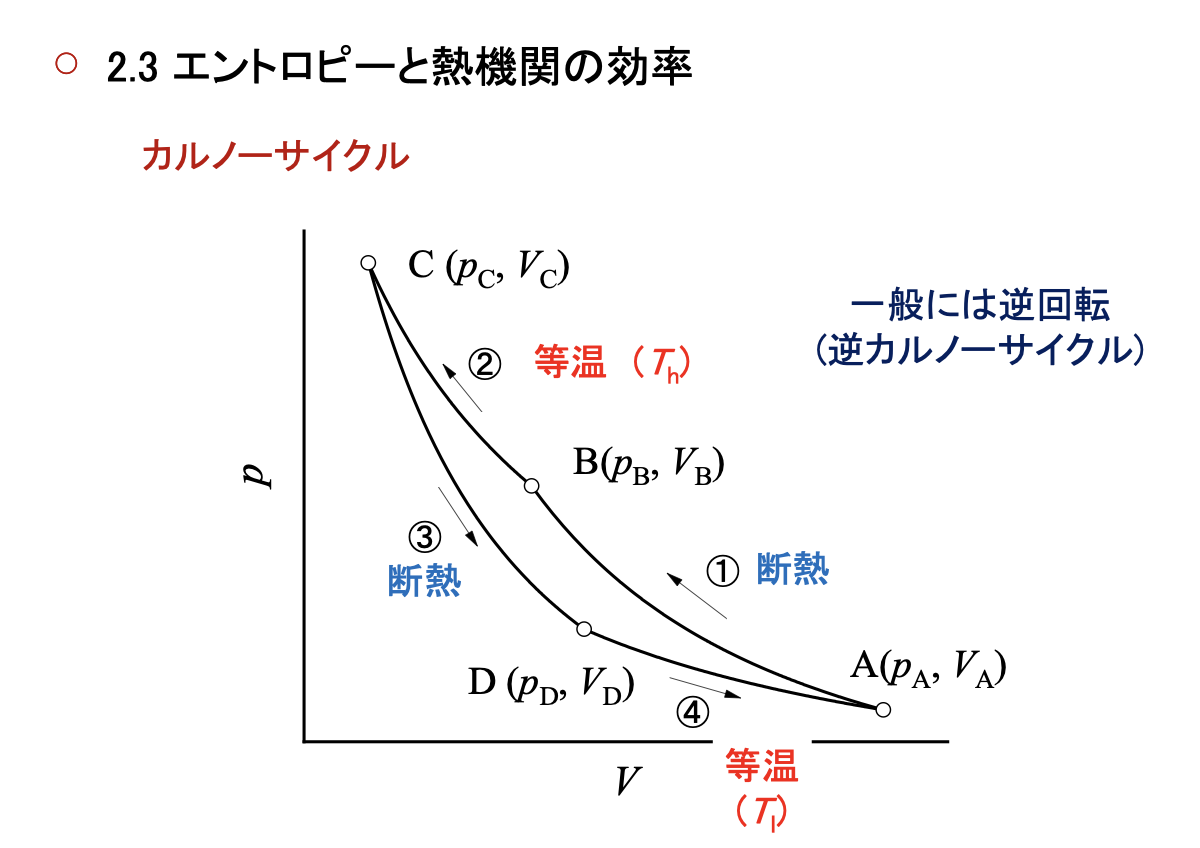 ○ 2.3 エントロピーと熱機関の効率
カルノーサイクル
C (pC, VC)
一般には逆回転
(逆カルノーサイクル)
② 等温 (Th)
p
B(pB, VB)
③
断熱
① 断熱
A(pA, VA)
D (pD, VD)
④
V
等温
(Tl)